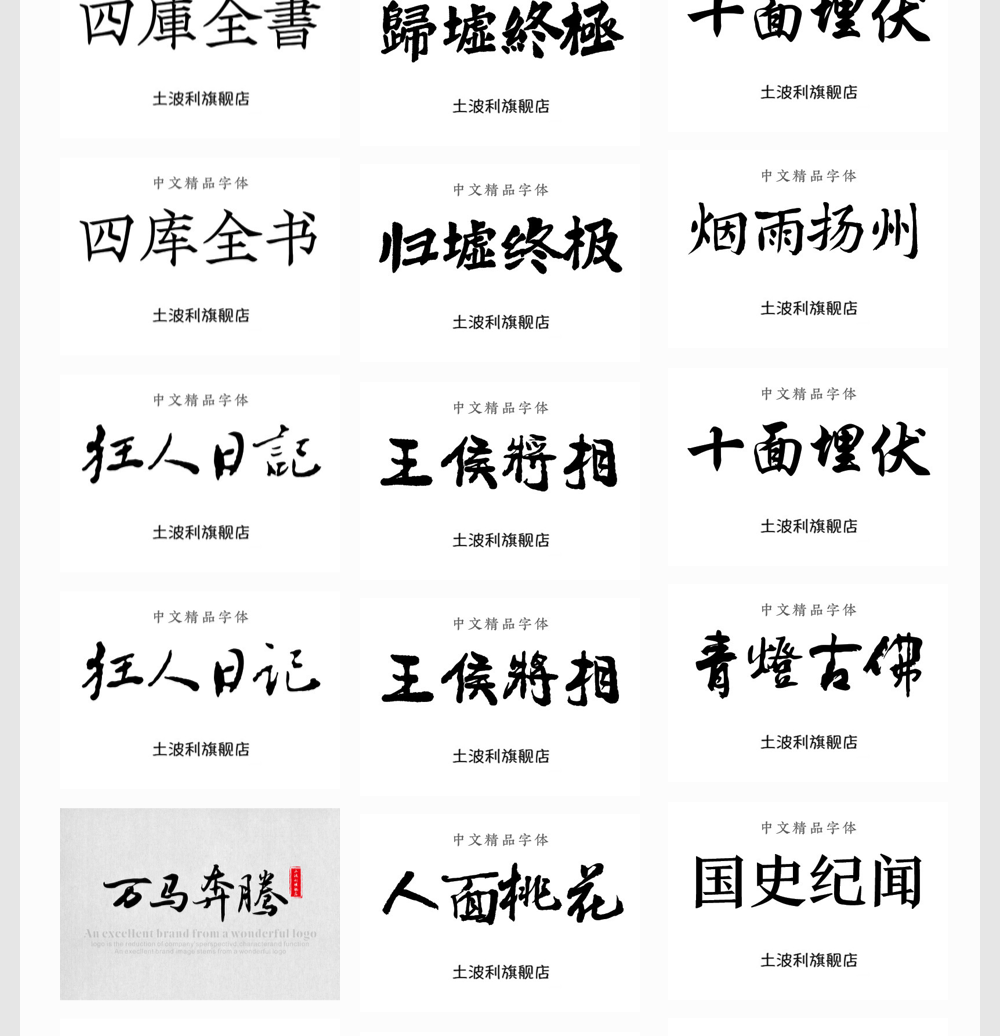 四庫全書
土波利旗舰店
中文精品字体
四库全书
土波利旗舰店
中文精品字体
狂人日記
土波利旗舰店
中文精品字体
狂人日记
土波利旗舰店
万马奔腾
An excellent brand from a wonderful logo
歸墟終極
土波利旗舰店
中文精品字体
归墟终极
土波利旗舰店
中文精品字体
王侯將相
土波利旗舰店
中文精品字体
王侯將相
土波利旗舰店
中文精品字体
人面桃花
土波利旗舰店
十面埋伏
土波利旗舰店
中文精品字体
烟雨扬州
土波利旗舰店
中文精品字体
十面埋伏
土波利旗舰店
中文精品字体
青燈古佛
土波利旗舰店
中文精品字体
国史纪闻
土波利旗舰店